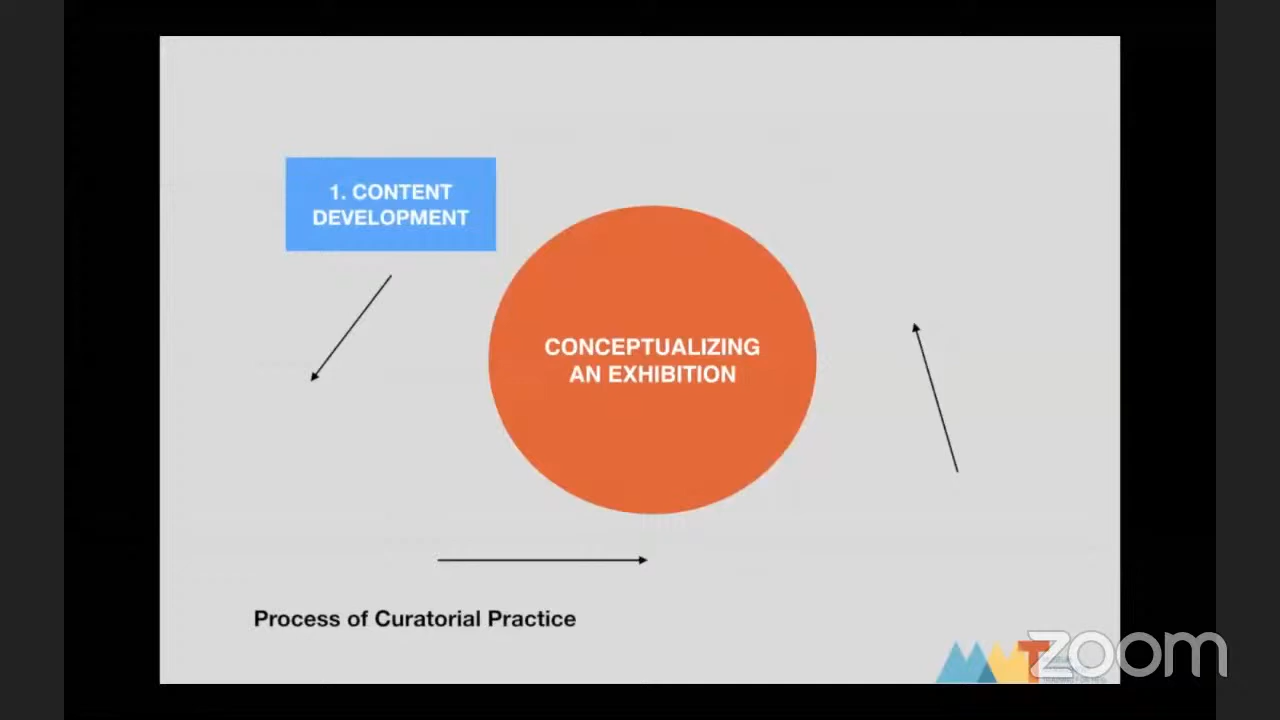 1. CONTENT
DEVELOPMENT
CONCEPTUALIZING
AN EXHIBITION
Process of Curatorial Practice
zoom